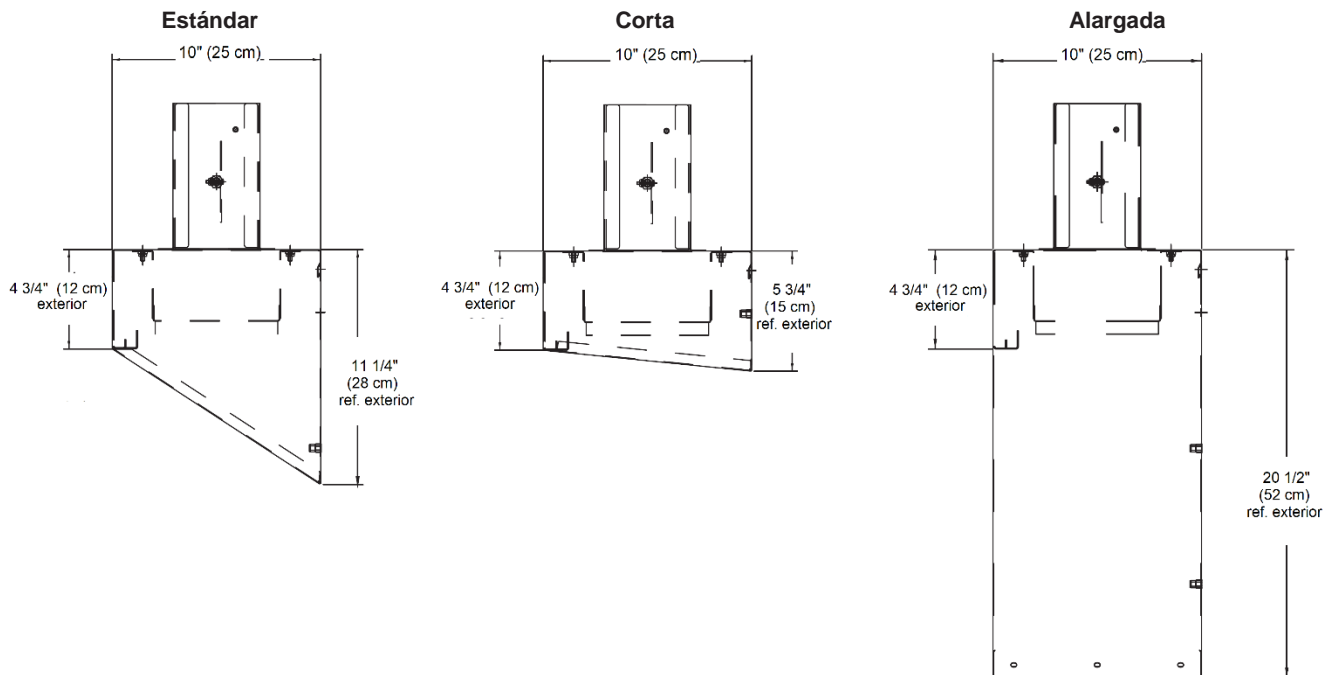 Estándar
10" (25 cm)
4 3/4" (12 cm)
exterior
11 1/4"
(28 cm)
ref. exterior
Corta
10" (25 cm)
4 3/4" (12 cm)
exterior
5 3/4"
(15 cm)
ref. exterior
Alargada
10" (25 cm)
4 3/4" (12 cm)
exterior
20 1/2"
(52 cm)
ref. exterior